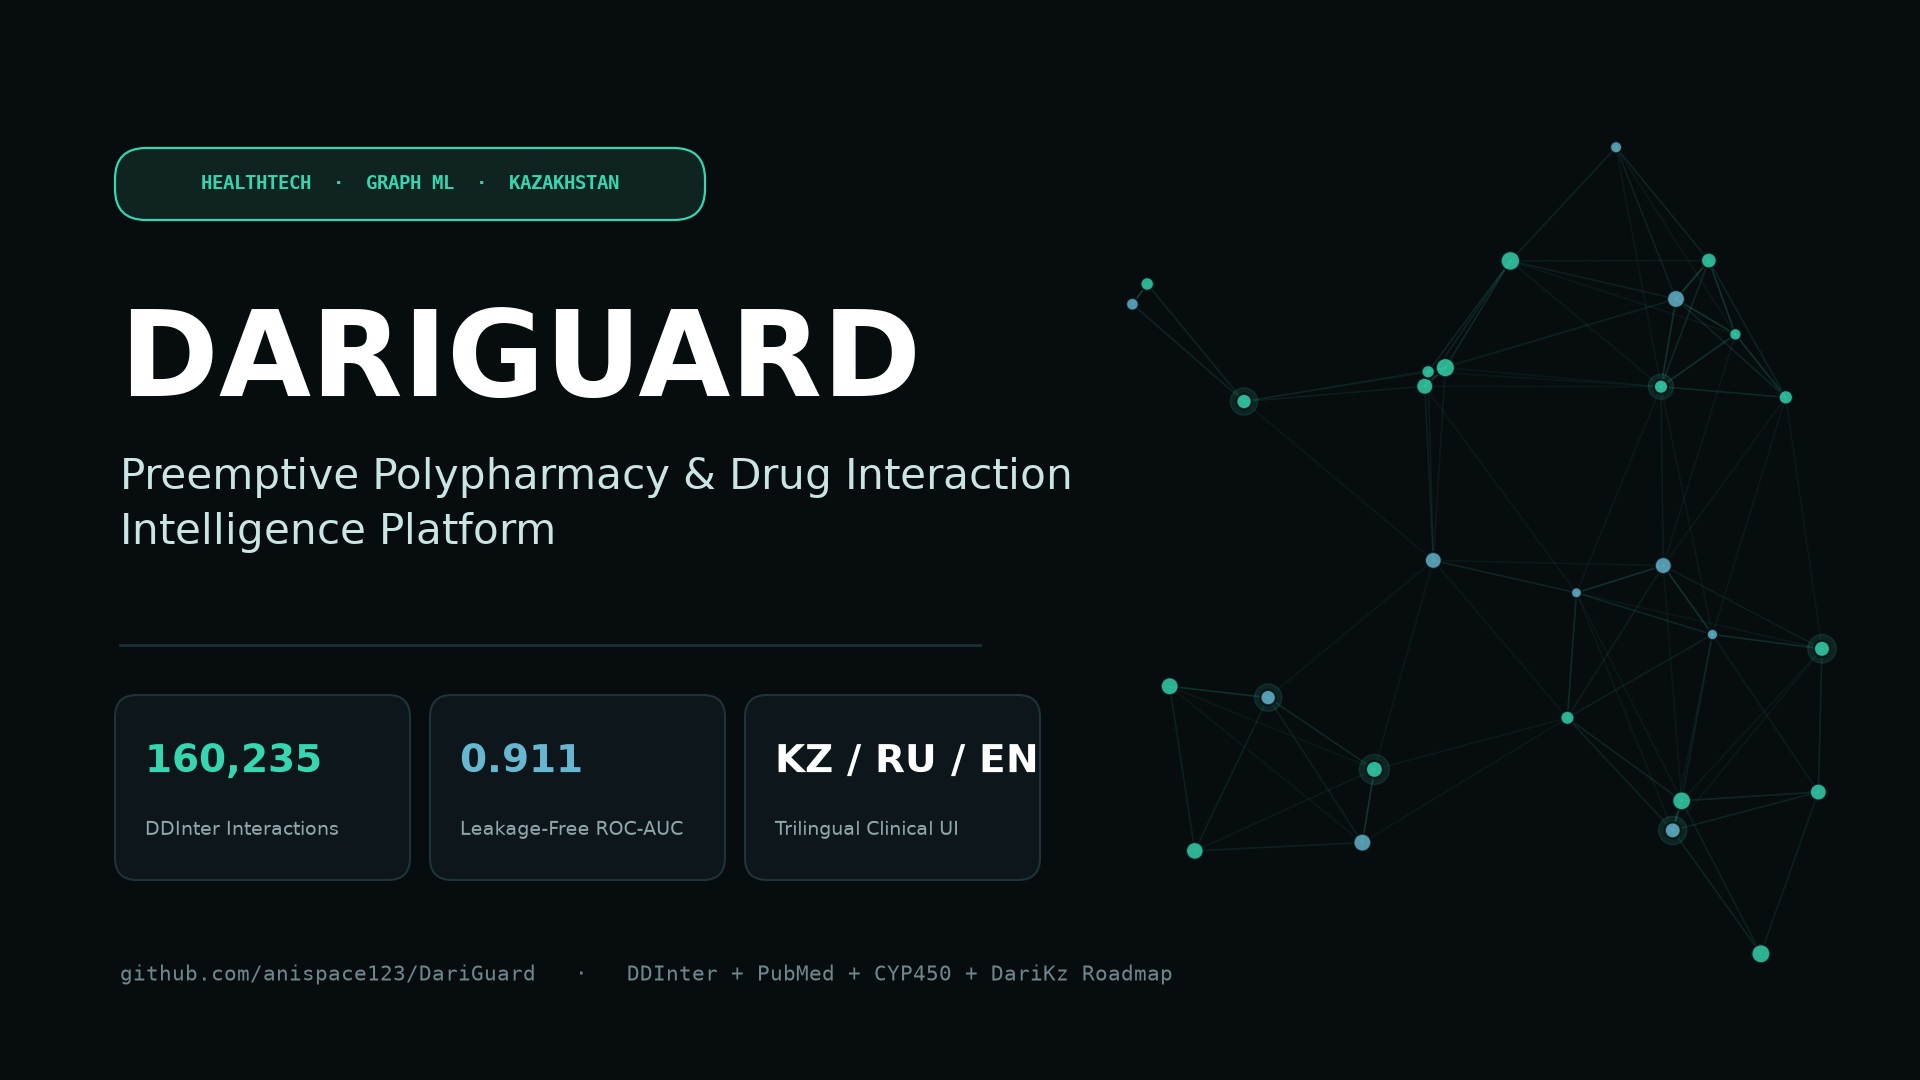 HEALTHTECH · GRAPH ML · KAZAKHSTAN
DARIGUARD
Preemptive Polypharmacy & Drug Interaction
Intelligence Platform
160,235
DDInter Interactions
0.911
Leakage-Free ROC-AUC
KZ / RU / EN
Trilingual Clinical UI
github.com/anispace123/DariGuard · DDInter + PubMed + CYP450 + DariKz Roadmap